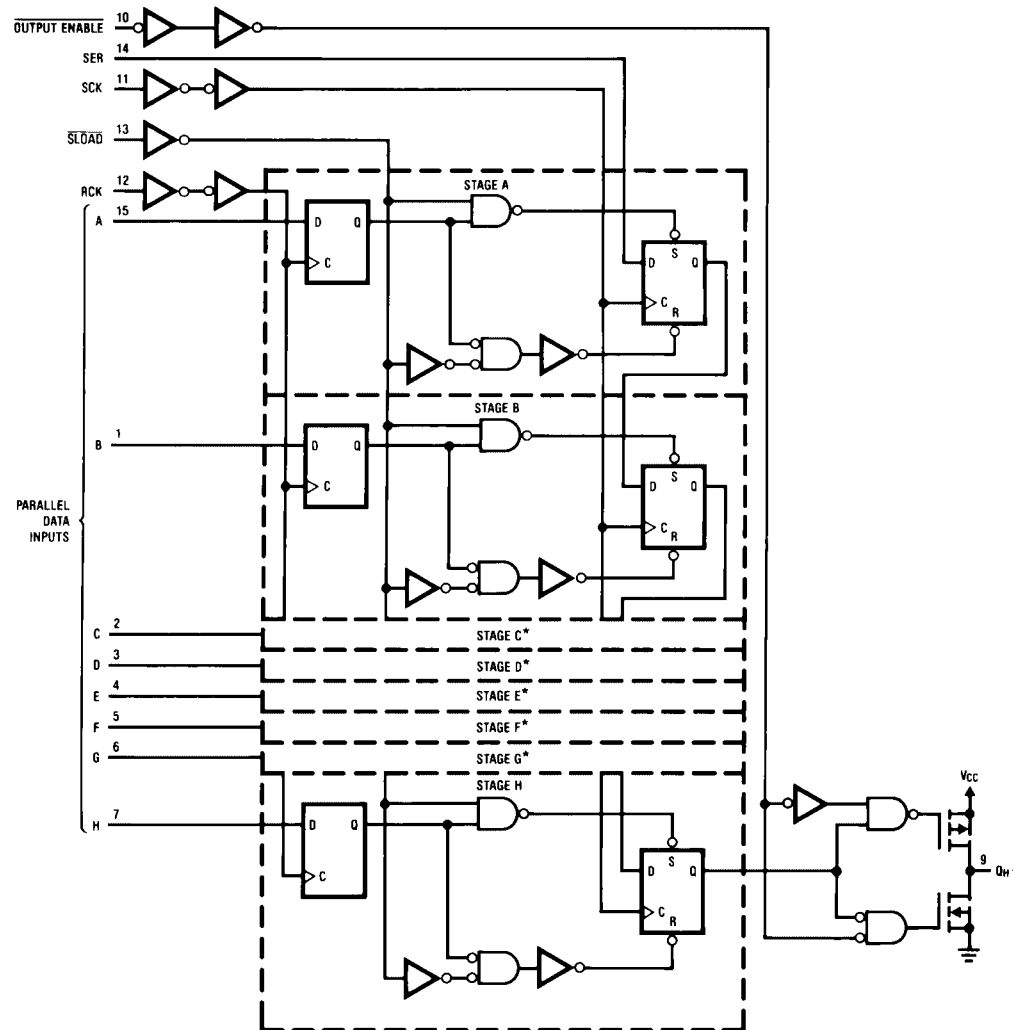 OUTPUT ENABLE 10
SER 14
SCK 11
SLOAD 13
RCK 12
A 15
STAGE A
D Q
C
S
D Q
C
R
STAGE B
B 1
D Q
C
S
D Q
C
R
PARALLEL
DATA
INPUTS
C 2
STAGE C*
D 3
STAGE D*
E 4
STAGE E*
F 5
STAGE F*
G 6
STAGE G*
STAGE H
H 7
D Q
C
S
D Q
C
R
VCC
9
QH'